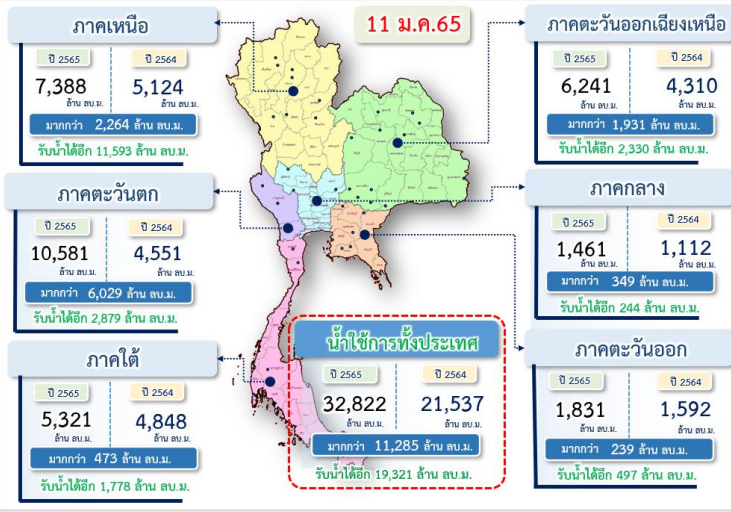 11 ม.ค.65
ภาคเหนือ
ปี 2565 ปี 2564
7,388 5,124
ล้าน ลบ.ม. ล้าน ลบ.ม.
มากกว่า 2,264 ล้าน ลบ.ม.
รับน้ำได้อีก 11,593 ล้าน ลบ.ม.
ภาคตะวันออกเฉียงเหนือ
ปี 2565 ปี 2564
6,241 4,310
ล้าน ลบ.ม. ล้าน ลบ.ม.
มากกว่า 1,931 ล้าน ลบ.ม.
รับน้ำได้อีก 2,330 ล้าน ลบ.ม.
ภาคตะวันตก
ปี 2565 ปี 2564
10,581 4,551
ล้าน ลบ.ม. ล้าน ลบ.ม.
มากกว่า 6,029 ล้าน ลบ.ม.
รับน้ำได้อีก 2,879 ล้าน ลบ.ม.
ภาคกลาง
ปี 2565 ปี 2564
1,461 1,112
ล้าน ลบ.ม. ล้าน ลบ.ม.
มากกว่า 349 ล้าน ลบ.ม.
รับน้ำได้อีก 244 ล้าน ลบ.ม.
ภาคใต้
ปี 2565 ปี 2564
5,321 4,848
ล้าน ลบ.ม. ล้าน ลบ.ม.
มากกว่า 473 ล้าน ลบ.ม.
รับน้ำได้อีก 1,778 ล้าน ลบ.ม.
น้ำใช้การทั้งประเทศ
ปี 2565 ปี 2564
32,822 21,537
ล้าน ลบ.ม. ล้าน ลบ.ม.
มากกว่า 11,285 ล้าน ลบ.ม.
รับน้ำได้อีก 19,321 ล้าน ลบ.ม.
ภาคตะวันออก
ปี 2565 ปี 2564
1,831 1,592
ล้าน ลบ.ม. ล้าน ลบ.ม.
มากกว่า 239 ล้าน ลบ.ม.
รับน้ำได้อีก 497 ล้าน ลบ.ม.